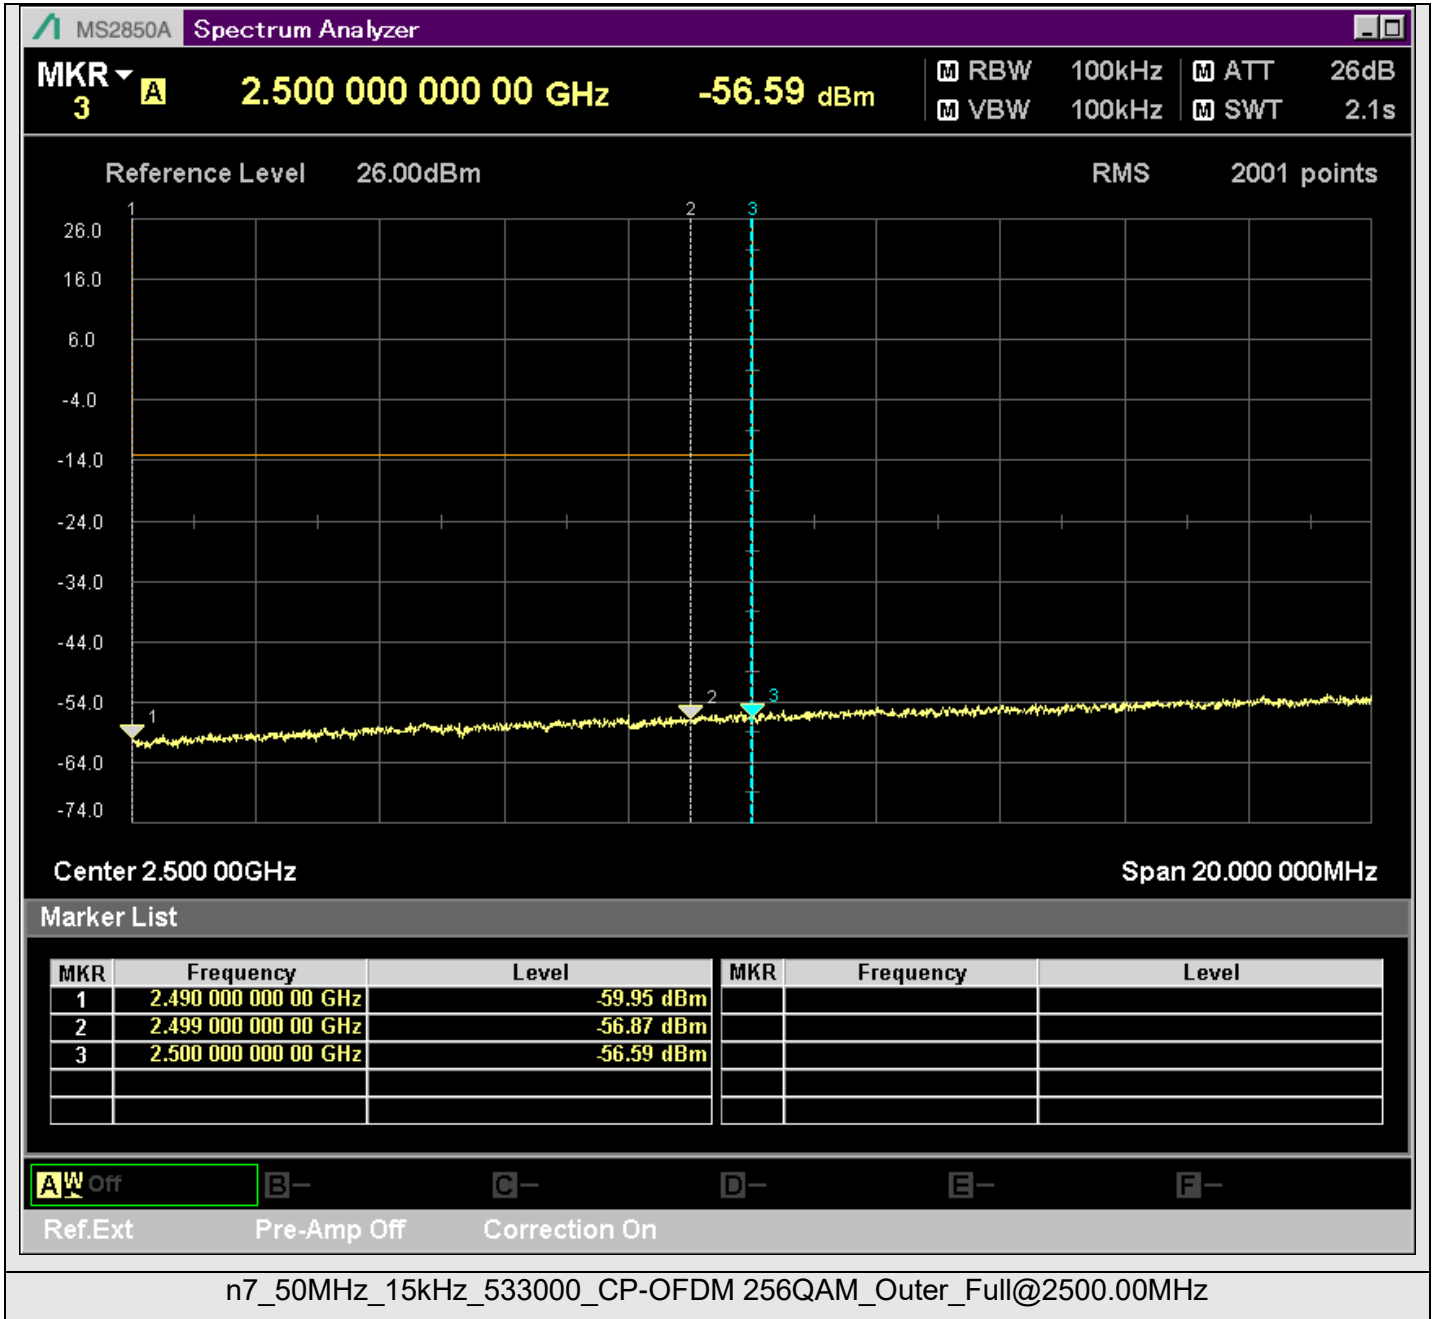 MS2850A Spectrum Analyzer
MKR A 2.500 000 000 00 GHz -56.59 dBm M RBW 100kHz M ATT 26dB
3 M VBW 100kHz M SWT 2.1s
Reference Level 26.00dBm RMS 2001 points
1 2 3
26.0
16.0
6.0
-4.0
-14.0
-24.0
-34.0
-44.0
-54.0
1 2 3
-64.0
-74.0
Center 2.500 00GHz Span 20.000 000MHz
Marker List
MKR Frequency Level MKR Frequency Level
1 2.490 000 000 00 GHz -59.95 dBm
2 2.499 000 000 00 GHz -56.87 dBm
3 2.500 000 000 00 GHz -56.59 dBm
A W Off B- C- D- E- F-
Ref.Ext Pre-Amp Off Correction On
n7_50MHz_15kHz_533000_CP-OFDM 256QAM_Outer_Full@2500.00MHz